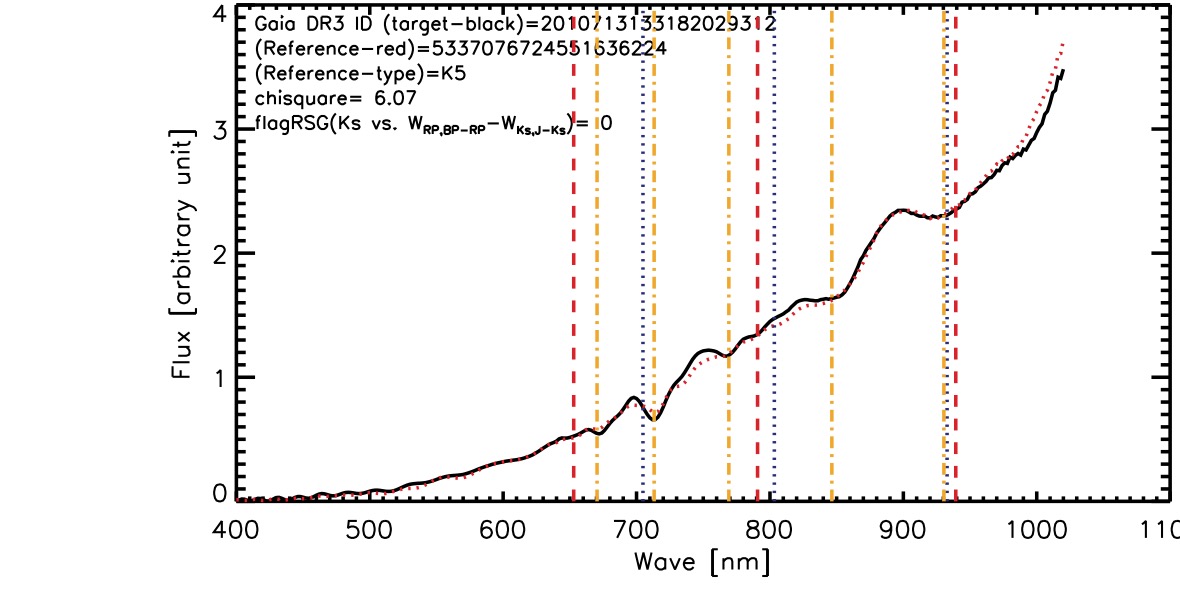 4
Gaia DR3 ID (target-black)=2010713133182029312
(Reference-red)=5337076724551636224
(Reference-type)=K5
chisquare= 6.07
flagRSG(Ks vs. WRP,BP-RP-WKs,J-Ks)= 0
3
2
1
0
Flux [arbitrary unit]
400 500 600 700 800 900 1000 110
Wave [nm]